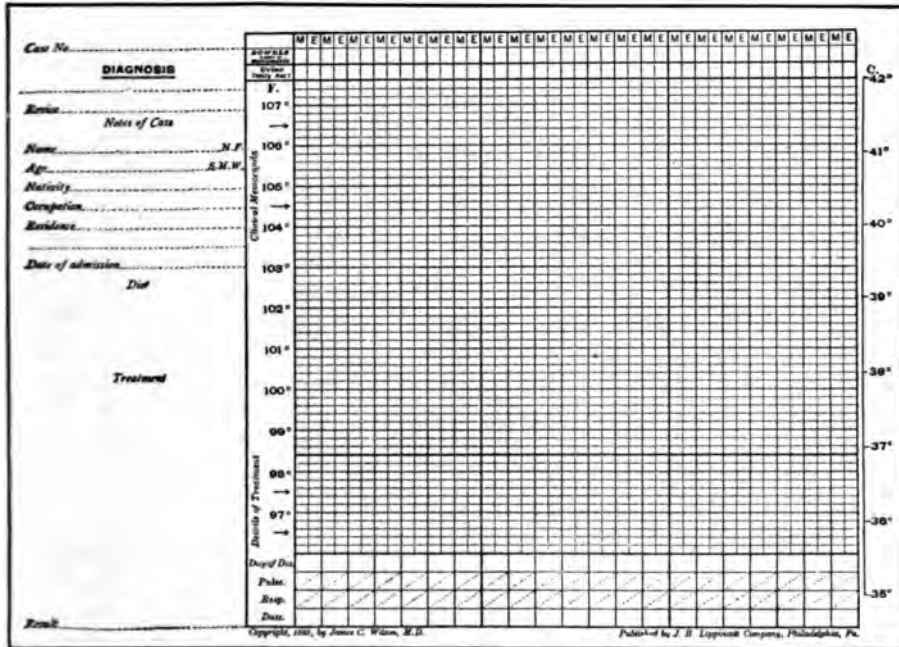 M E M E M E M E M E M E M E M E M E M E M E M E M E M E M E M E M E M E M E M E M E
Case No.
DIAGNOSIS
Notes of Case
Name N.F.
Age S.M.W.
Nativity
Occupation
Residence
Date of admission
Diet
Treatment
Result
BOWELS
Urine
F.
107°
106°
106°
104°
103°
102°
101°
100°
99°
98°
97°
Clinical Memoranda
Details of Treatment
Day of Dis.
Pulse.
Resp.
Date.
C.
42°
41°
40°
39°
38°
37°
36°
35°
Copyright, by James C. Wilson, M.D.
Published by J. B. Lippincott Company, Philadelphia, Pa.